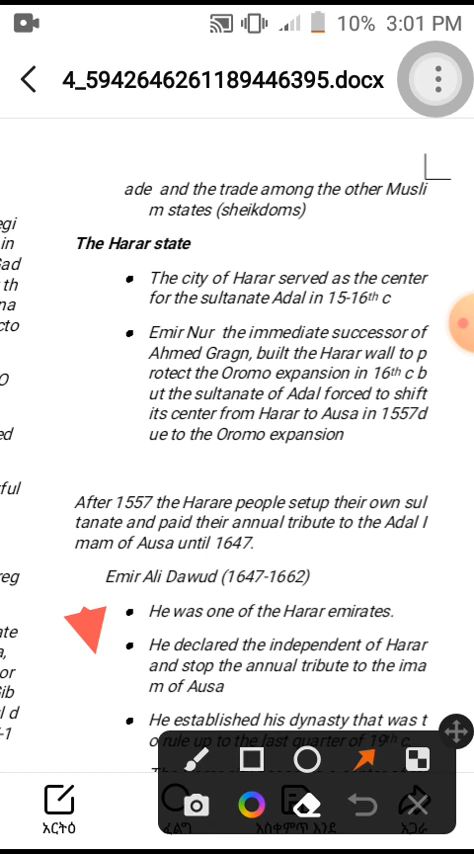 10% 3:01 PM
4_5942646261189446395.docx
ade and the trade among the other Musli
m states (sheikdoms)
The Harar state
The city of Harar served as the center
for the sultanate Adal in 15-16th c
Emir Nur the immediate successor of
Ahmed Gragn, built the Harar wall to p
rotect the Oromo expansion in 16th c b
ut the sultanate of Adal forced to shift
its center from Harar to Ausa in 1557d
ue to the Oromo expansion
After 1557 the Harare people setup their own sul
tanate and paid their annual tribute to the Adal I
mam of Ausa until 1647.
Emir Ali Dawud (1647-1662)
He was one of the Harar emirates.
He declared the independent of Harar
and stop the annual tribute to the ima
m of Ausa
He established his dynasty that was t
o rule up to the last quarter of 19th c
አርትዕ
ፈልግ
አስቀምጥ እንደ
አጋራ